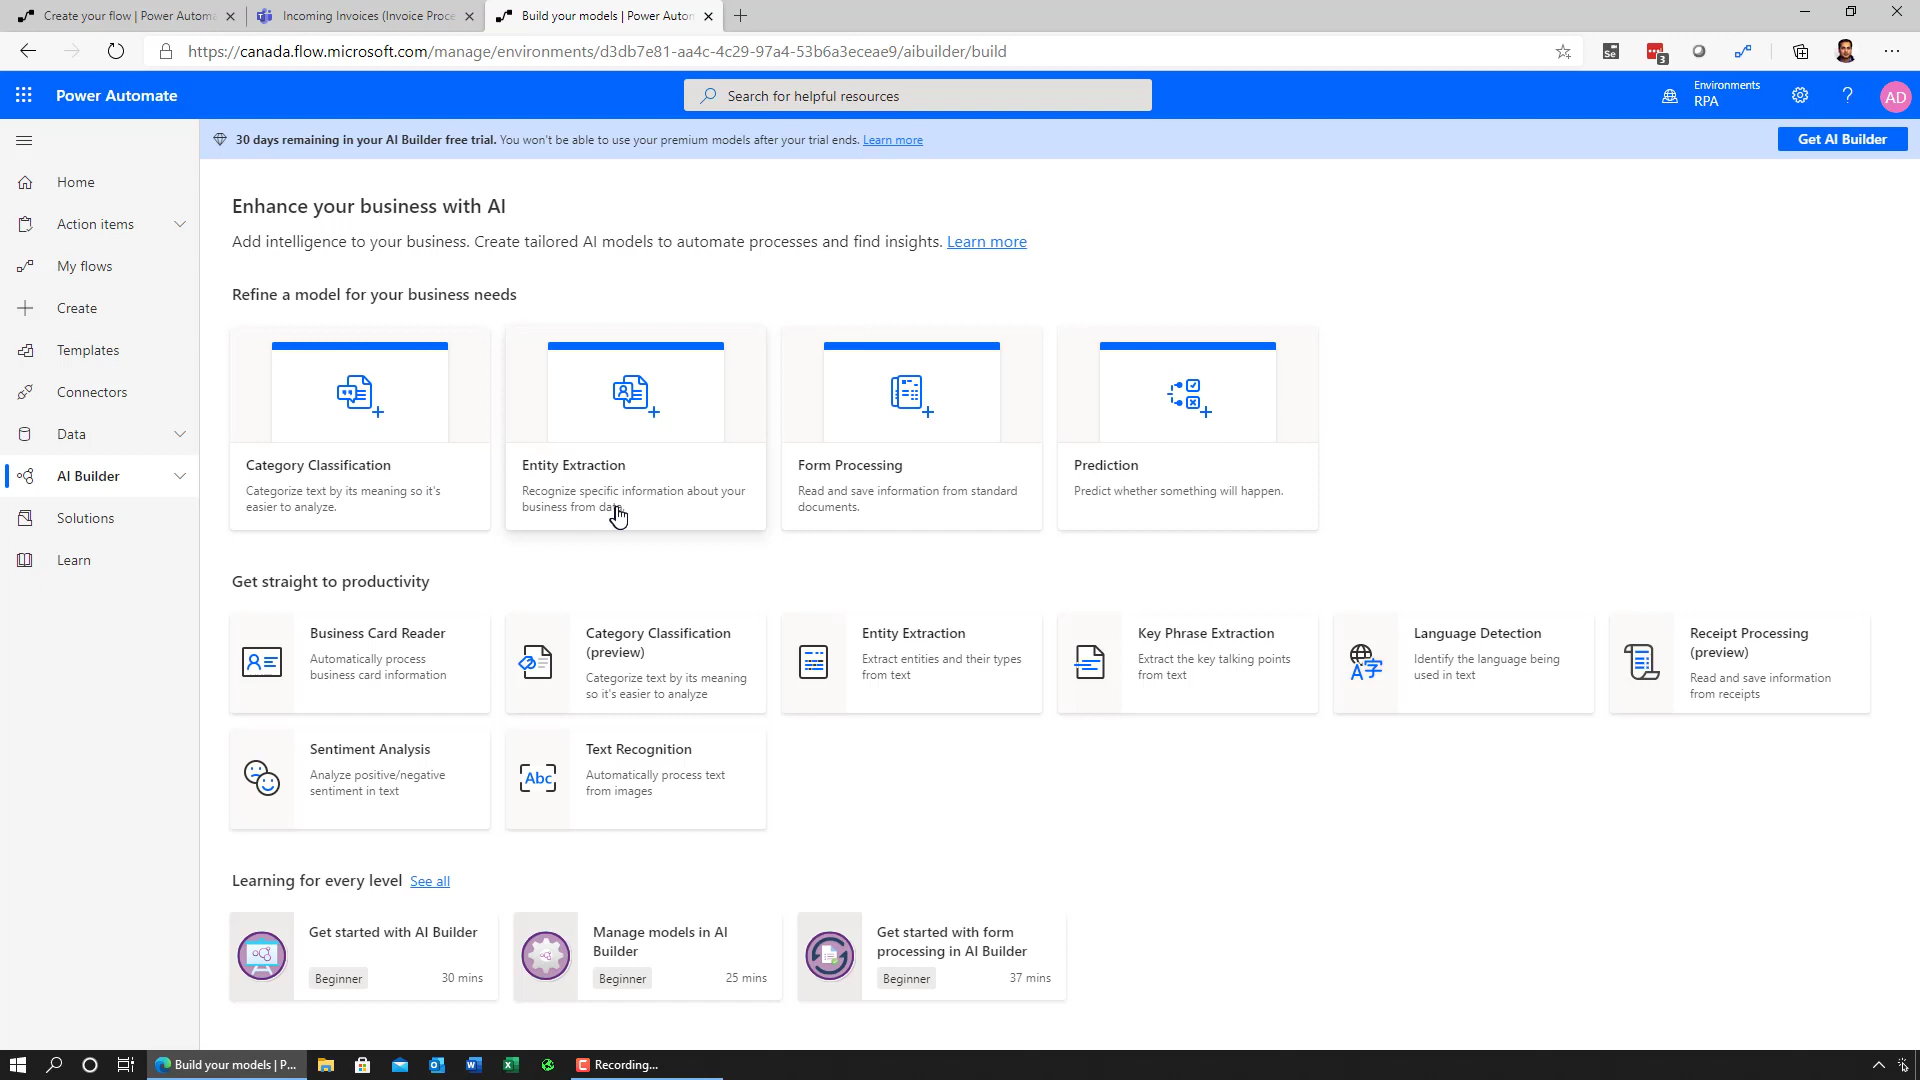 Create your flow | Power Automa
Incoming Invoices (Invoice Proce
Build your models | Power Autom
https://canada.flow.microsoft.com/manage/environments/d3db7e81-aa4c-4c29-97a4-53b6a3eceae9/aibuilder/build
Se
3
Power Automate
Search for helpful resources
Environments
RPA
?
AD
30 days remaining in your AI Builder free trial. You won't be able to use your premium models after your trial ends. Learn more
Get AI Builder
Home
Action items
My flows
Create
Templates
Connectors
Data
AI Builder
Solutions
Learn
Enhance your business with AI
Add intelligence to your business. Create tailored AI models to automate processes and find insights. Learn more
Refine a model for your business needs
Category Classification
Categorize text by its meaning so it's
easier to analyze.
Entity Extraction
Recognize specific information about your
business from data.
Form Processing
Read and save information from standard
documents.
Prediction
Predict whether something will happen.
Get straight to productivity
Business Card Reader
Automatically process
business card information
Category Classification
(preview)
Categorize text by its meaning
so it's easier to analyze
Entity Extraction
Extract entities and their types
from text
Key Phrase Extraction
Extract the key talking points
from text
A字
Language Detection
Identify the language being
used in text
Receipt Processing
(preview)
Read and save information
from receipts
Sentiment Analysis
Analyze positive/negative
sentiment in text
Abc
Text Recognition
Automatically process text
from images
Learning for every level See all
Get started with AI Builder
Beginner 30 mins
Manage models in AI
Builder
Beginner 25 mins
Get started with form
processing in AI Builder
Beginner 37 mins
Build your models | P...
Recording...